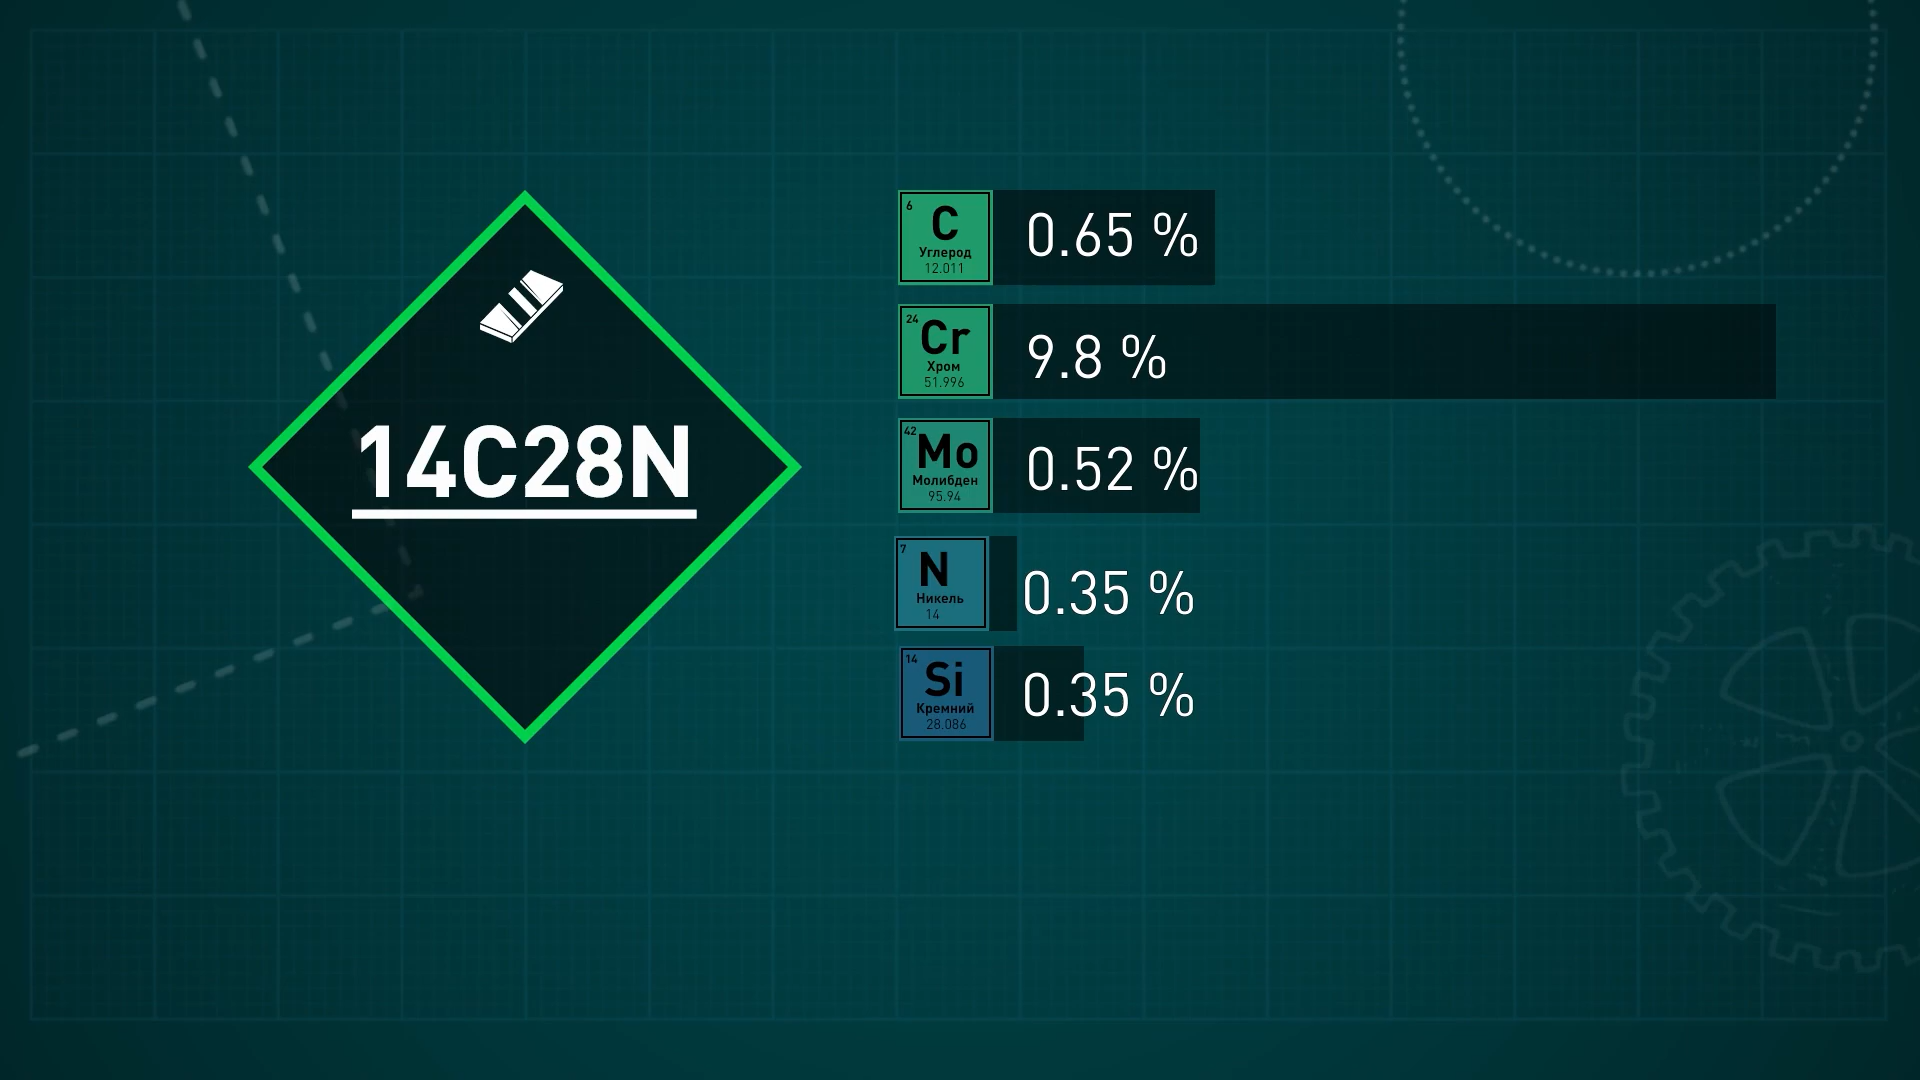 14C28N
6
C
Углерод
12.011
0.65 %
24
Cr
Хром
51.996
9.8 %
42
Mo
Молибден
95.94
0.52 %
7
N
Никель
14
0.35 %
14
Si
Кремний
28.086
0.35 %